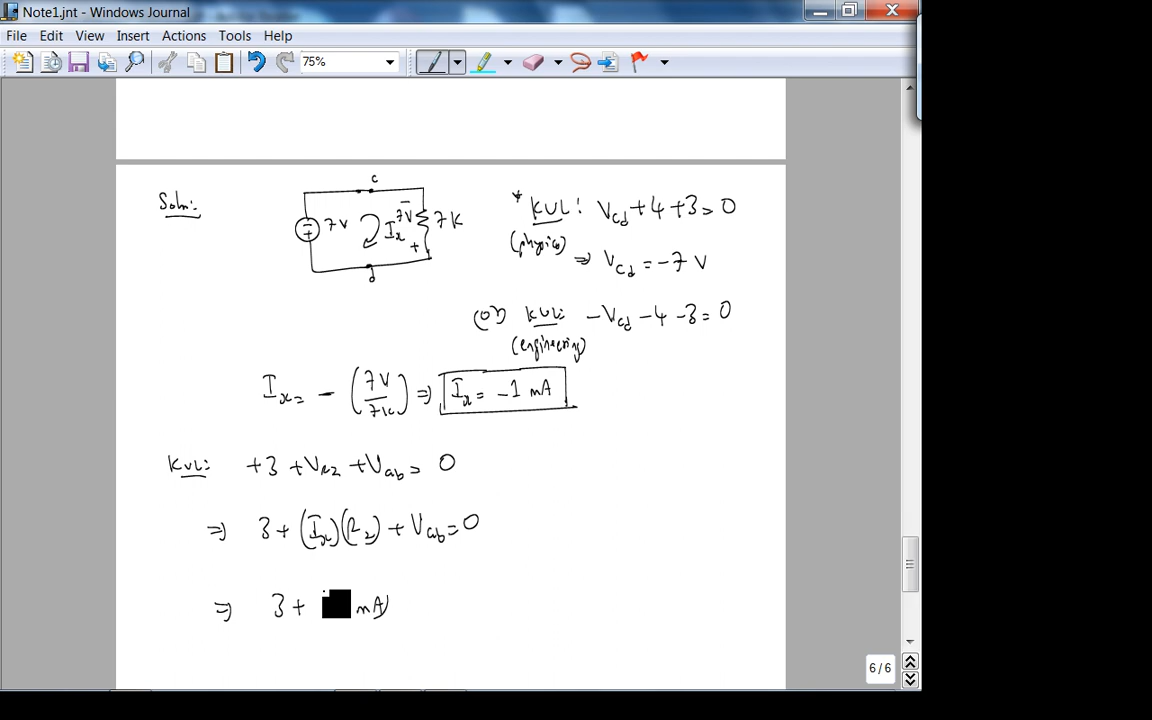 Note1.jnt - Windows Journal
File Edit View Insert Actions Tools Help
75%
Soln:
c
7V
7V
-
+
Ix
7K
d
* KVL: Vcd + 4 + 3 = 0
(physics)
⇒ Vcd = -7 V
(or) KVL: -Vcd - 4 - 3 = 0
(engineering)
Ix = - (7V/7K) ⇒ Ix = -1 mA
KVL: +3 + VR2 + Vab = 0
⇒ 3 + (Ix)(R2) + Vab = 0
⇒ 3 + mA)
6 / 6